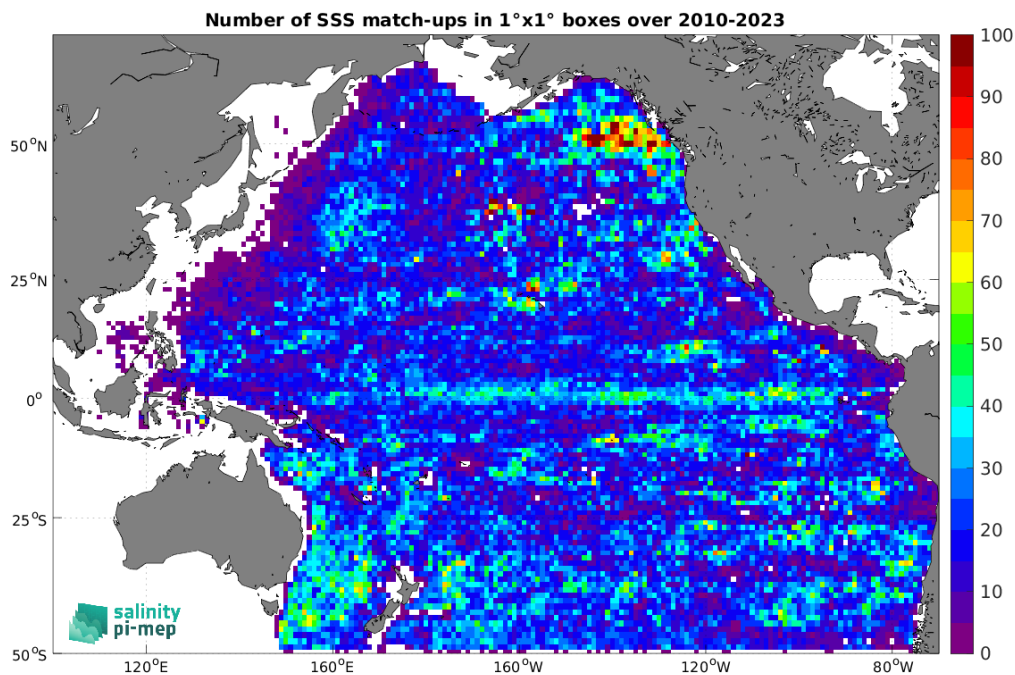 Number of SSS match-ups in 1°x1° boxes over 2010-2023
100
90
80
70
60
50
40
30
20
10
0
50°N
25°N
0°
25°S
50°S
120°E
160°E
160°W
120°W
80°W
salinity
pi-mep